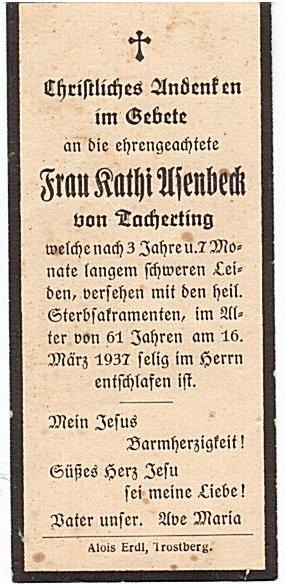 Christliches Andenken
im Gebete
an die ehrengeachtete
Frau Kathi Asenbeck
von Tacherting
welche nach 3 Jahre u. 7 Mo-
nate langem schweren Lei-
den, versehen mit den heil.
Sterbsakramenten, im Al-
ter von 61 Jahren am 16.
März 1937 selig im Herrn
entschlafen ist.
Mein Jesus
Barmherzigkeit!
Süßes Herz Jesu
sei meine Liebe!
Vater unser. Ave Maria
Alois Erdl, Trostberg.